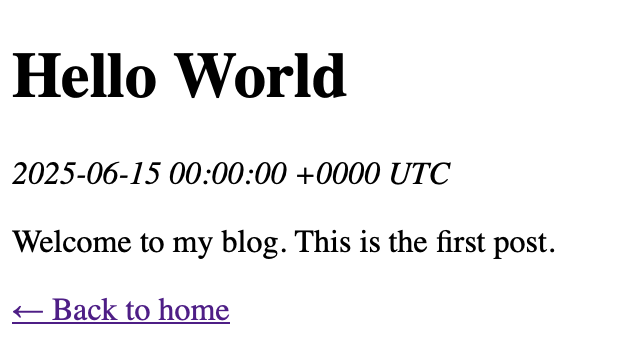 Hello World
2025-06-15 00:00:00 +0000 UTC
Welcome to my blog. This is the first post.
← Back to home